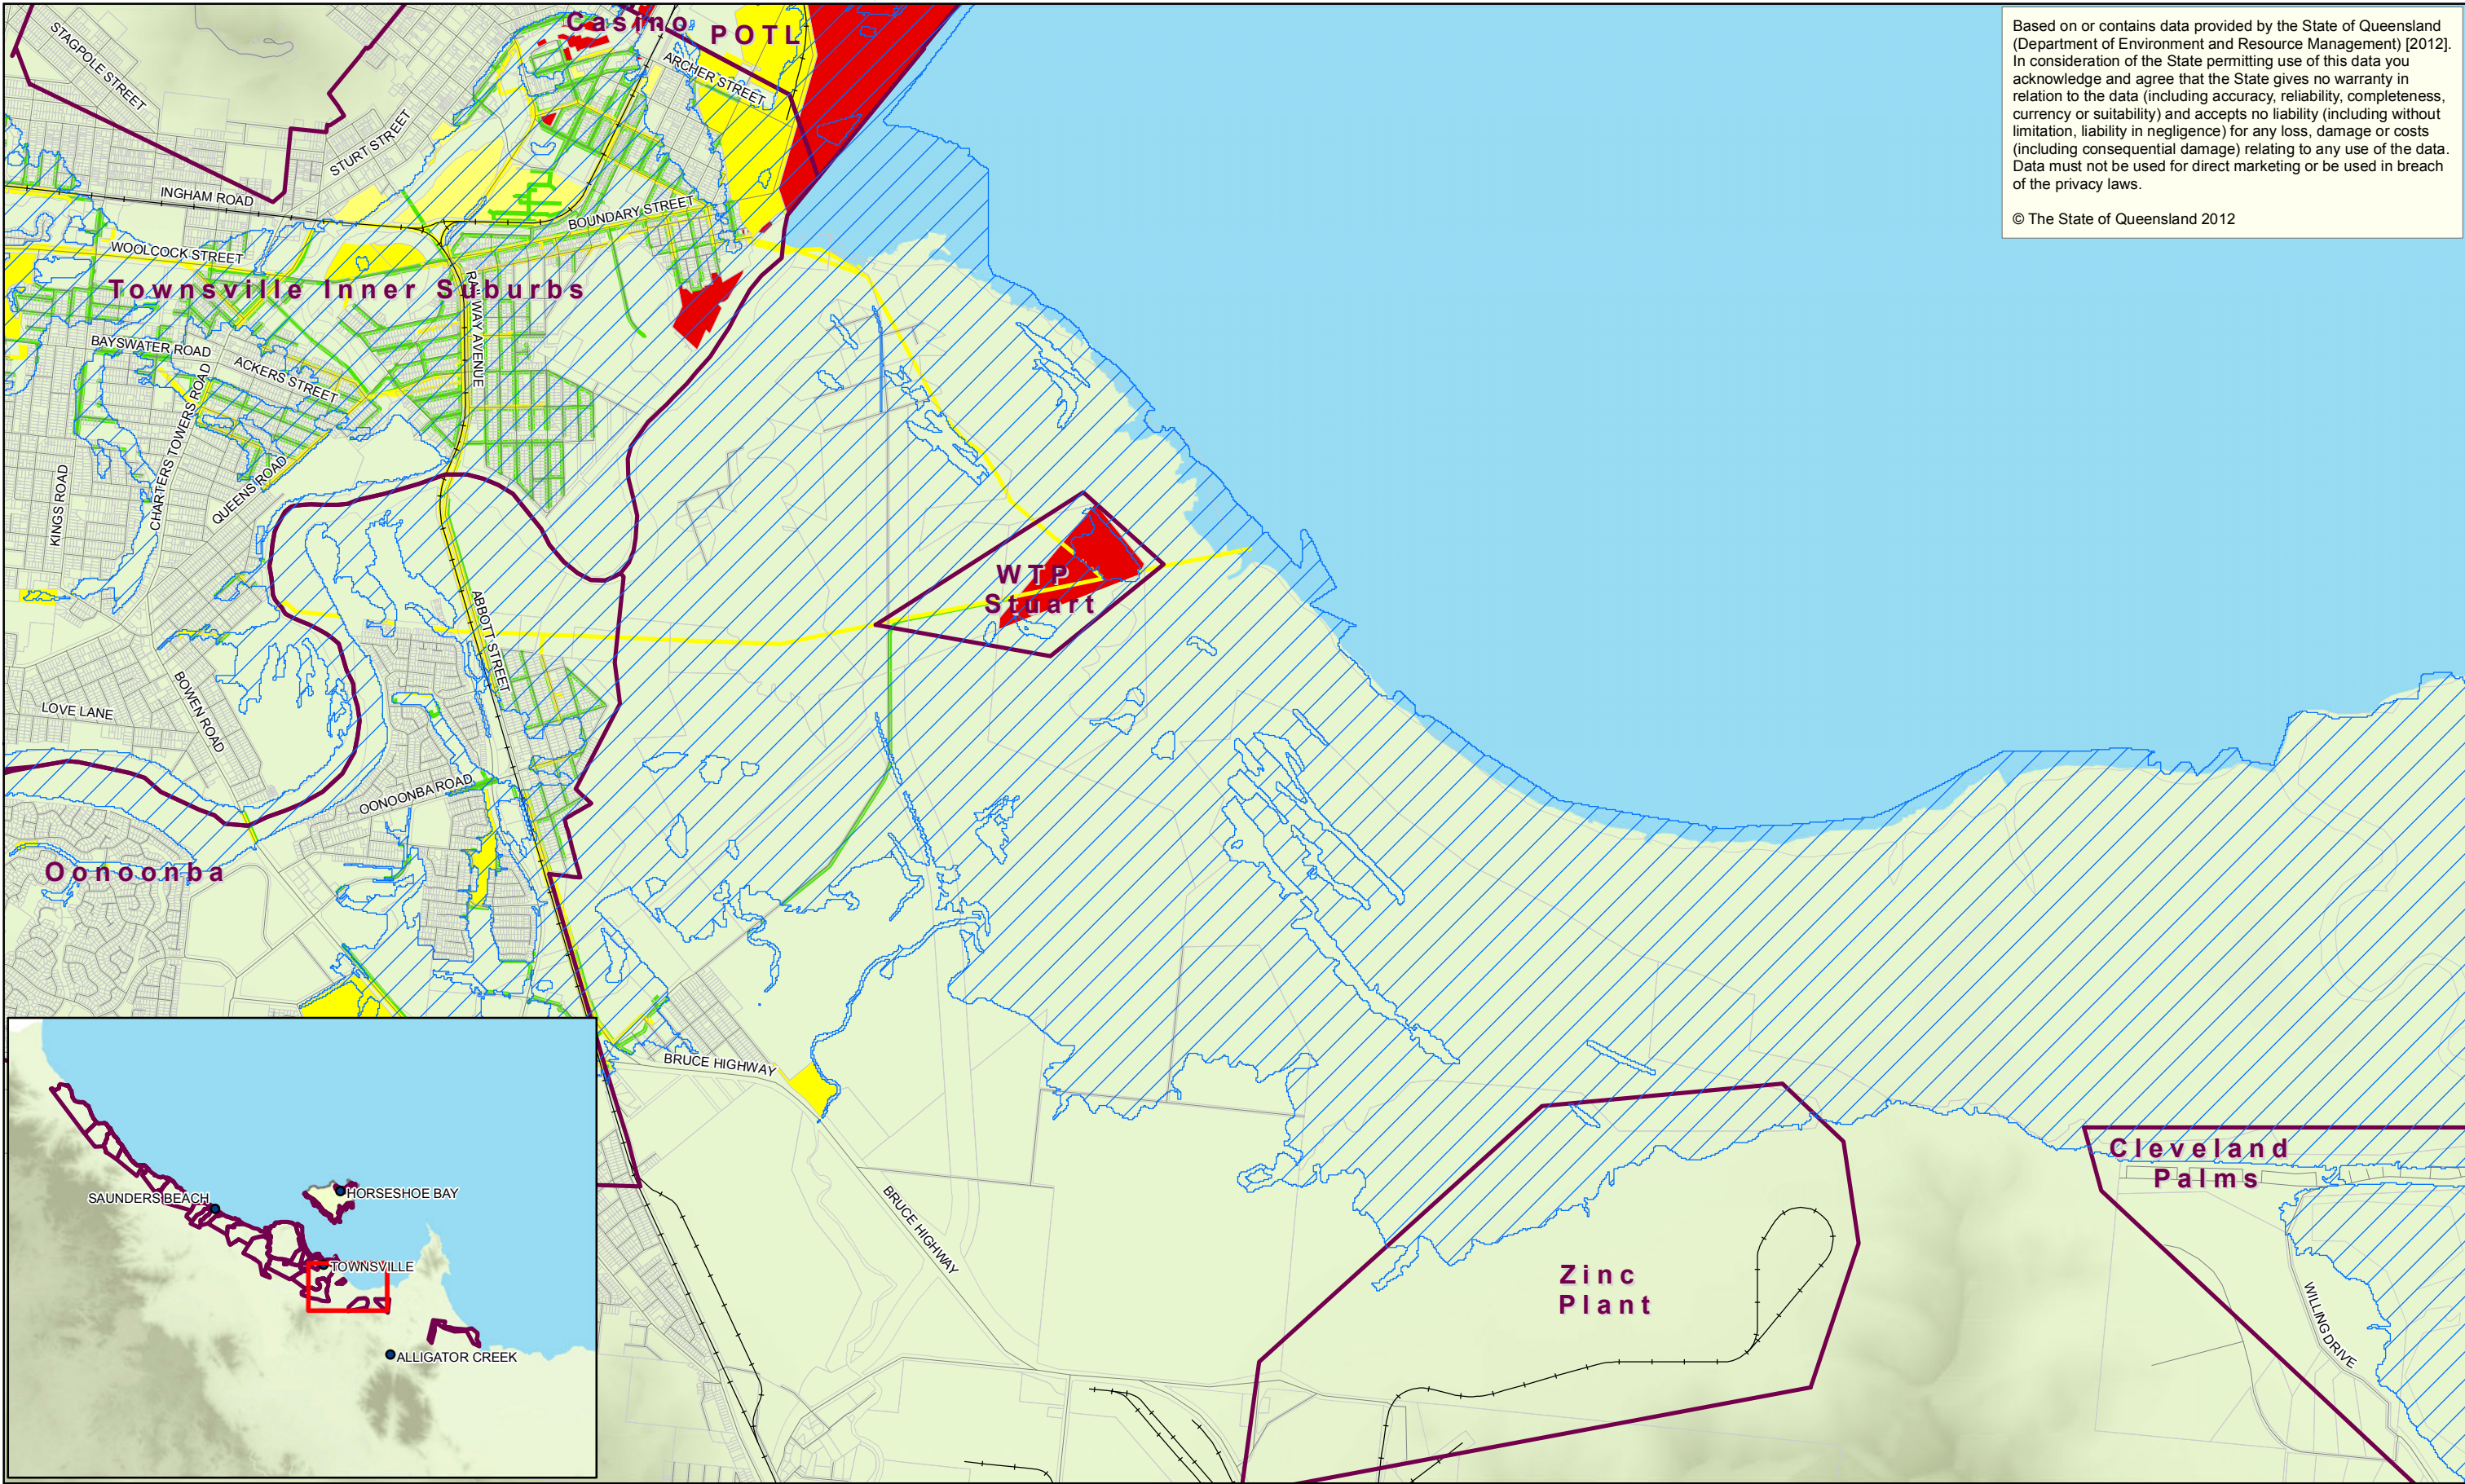 Casino
POTL
STAGPOLE STREET
ARCHER STREET
STURT STREET
INGHAM ROAD
BOUNDARY STREET
WOOLCOCK STREET
Townsville Inner Suburbs
RAILWAY AVENUE
BAYSWATER ROAD
ACKERS STREET
CHARTERS TOWERS ROAD
KINGS ROAD
QUEENS ROAD
WTP
Stuart
ABBOTT STREET
BOWEN ROAD
LOVE LANE
OONOONBA ROAD
Oonoonba
BRUCE HIGHWAY
BRUCE HIGHWAY
Zinc
Plant
Cleveland
Palms
WILLING DRIVE
SAUNDERS BEACH
HORSESHOE BAY
TOWNSVILLE
ALLIGATOR CREEK
Based on or contains data provided by the State of Queensland
(Department of Environment and Resource Management) [2012].
In consideration of the State permitting use of this data you
acknowledge and agree that the State gives no warranty in
relation to the data (including accuracy, reliability, completeness,
currency or suitability) and accepts no liability (including without
limitation, liability in negligence) for any loss, damage or costs
(including consequential damage) relating to any use of the data.
Data must not be used for direct marketing or be used in breach
of the privacy laws.
© The State of Queensland 2012